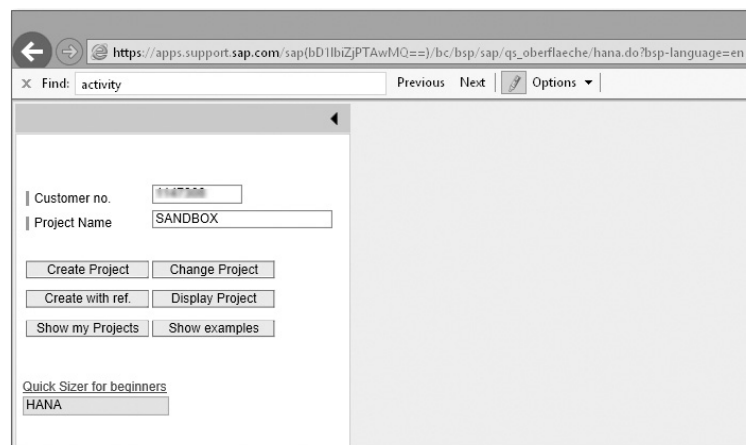 https://apps.support.sap.com/sap(bD1lbiZjPTAwMQ==)/bc/bsp/sap/qs_oberflaeche/hana.do?bsp-language=en
x Find: activity Previous Next Options
Customer no.
Project Name SANDBOX
Create Project Change Project
Create with ref. Display Project
Show my Projects Show examples
Quick Sizer for beginners
HANA